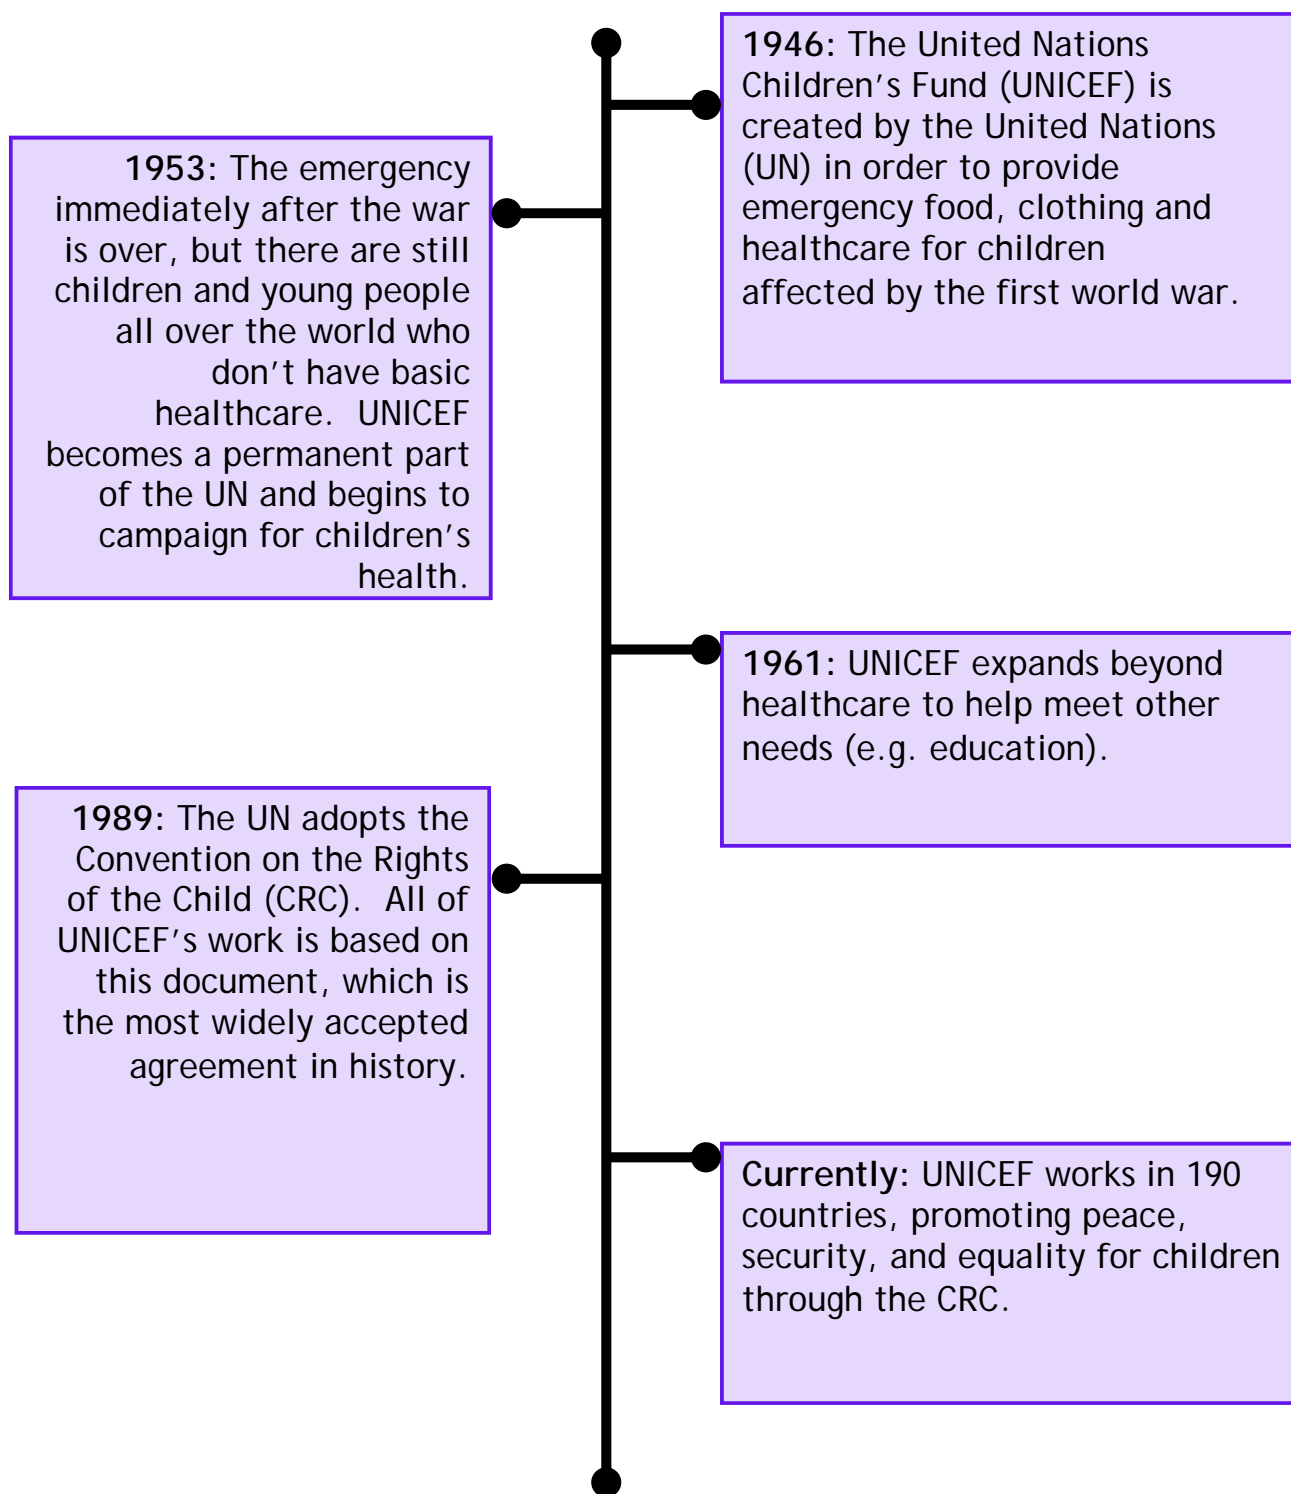 1946: The United Nations
Children’s Fund (UNICEF) is
created by the United Nations
(UN) in order to provide
emergency food, clothing and
healthcare for children
affected by the first world war.
1953: The emergency
immediately after the war
is over, but there are still
children and young people
all over the world who
don’t have basic
healthcare.  UNICEF
becomes a permanent part
of the UN and begins to
campaign for children’s
health.
1961: UNICEF expands beyond
healthcare to help meet other
needs (e.g. education).
1989: The UN adopts the
Convention on the Rights
of the Child (CRC).  All of
UNICEF’s work is based on
this document, which is
the most widely accepted
agreement in history.
Currently: UNICEF works in 190
countries, promoting peace,
security, and equality for children
through the CRC.